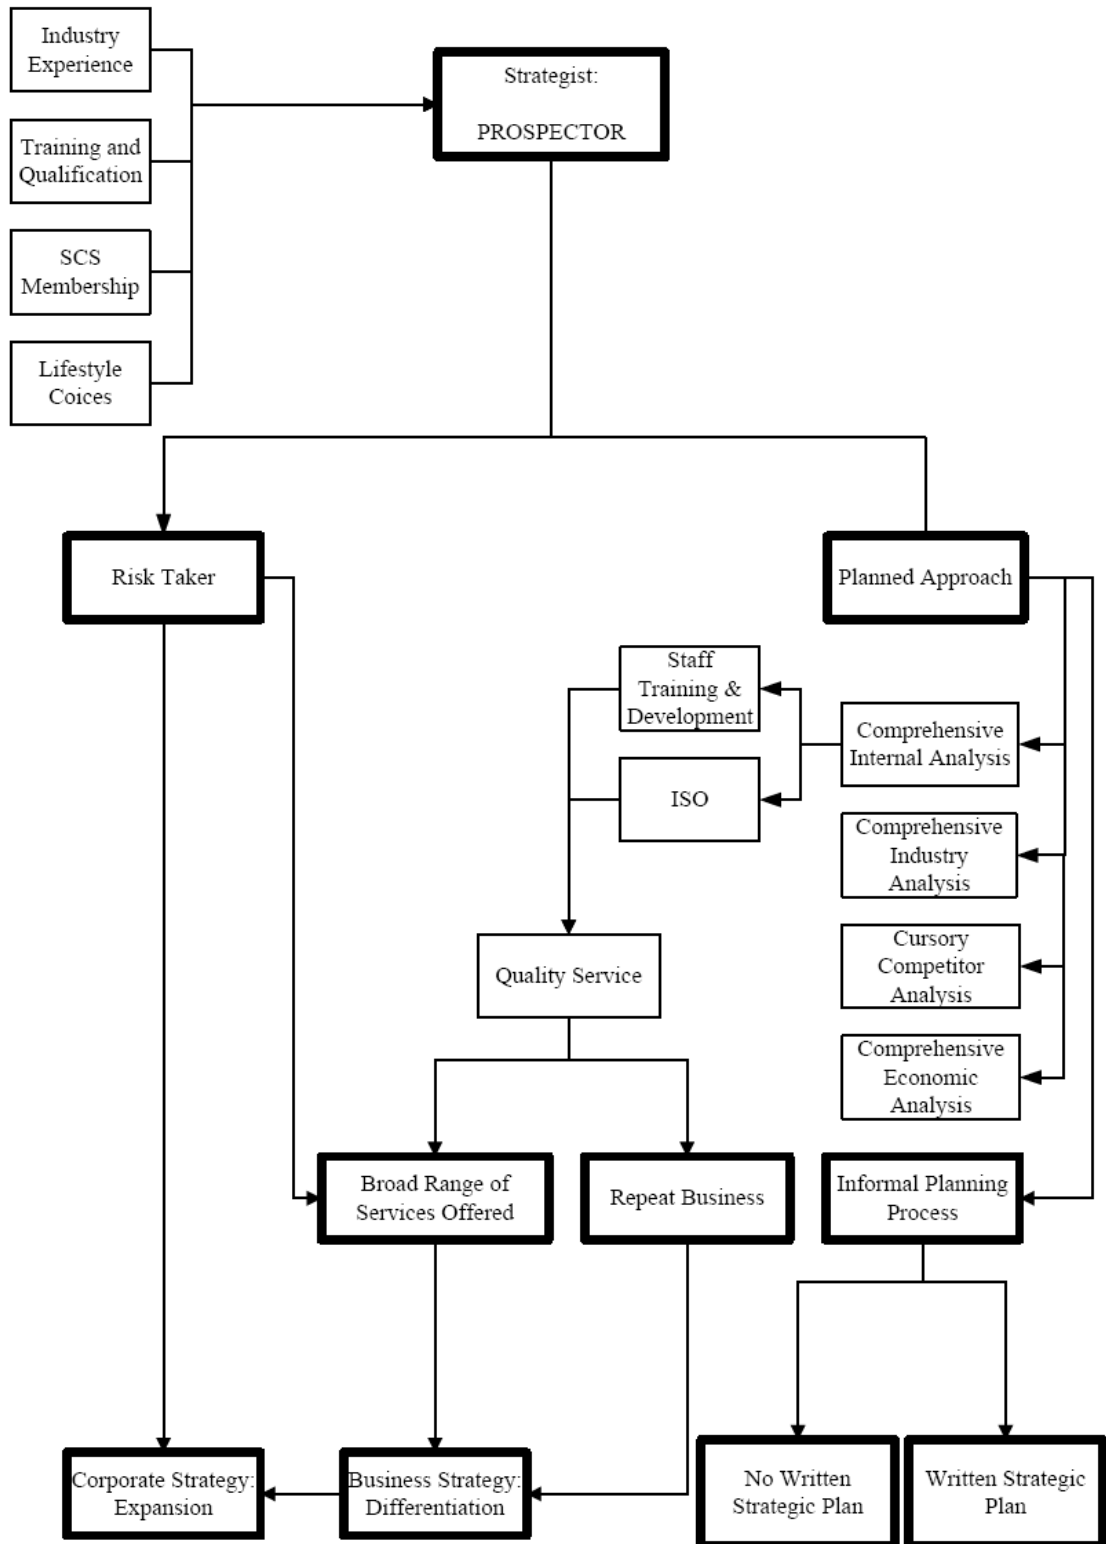 Industry
Experience
Strategist:
PROSPECTOR
Training and
Qualification
SCS
Membership
Lifestyle
Coices
Risk Taker
Planned Approach
Staff
Training &
Development
Comprehensive
Internal Analysis
ISO
Comprehensive
Industry
Analysis
Quality Service
Cursory
Competitor
Analysis
Comprehensive
Economic
Analysis
Broad Range of
Services Offered
Repeat Business
Informal Planning
Process
Corporate Strategy:
Expansion
Business Strategy:
Differentiation
No Written
Strategic Plan
Written Strategic
Plan